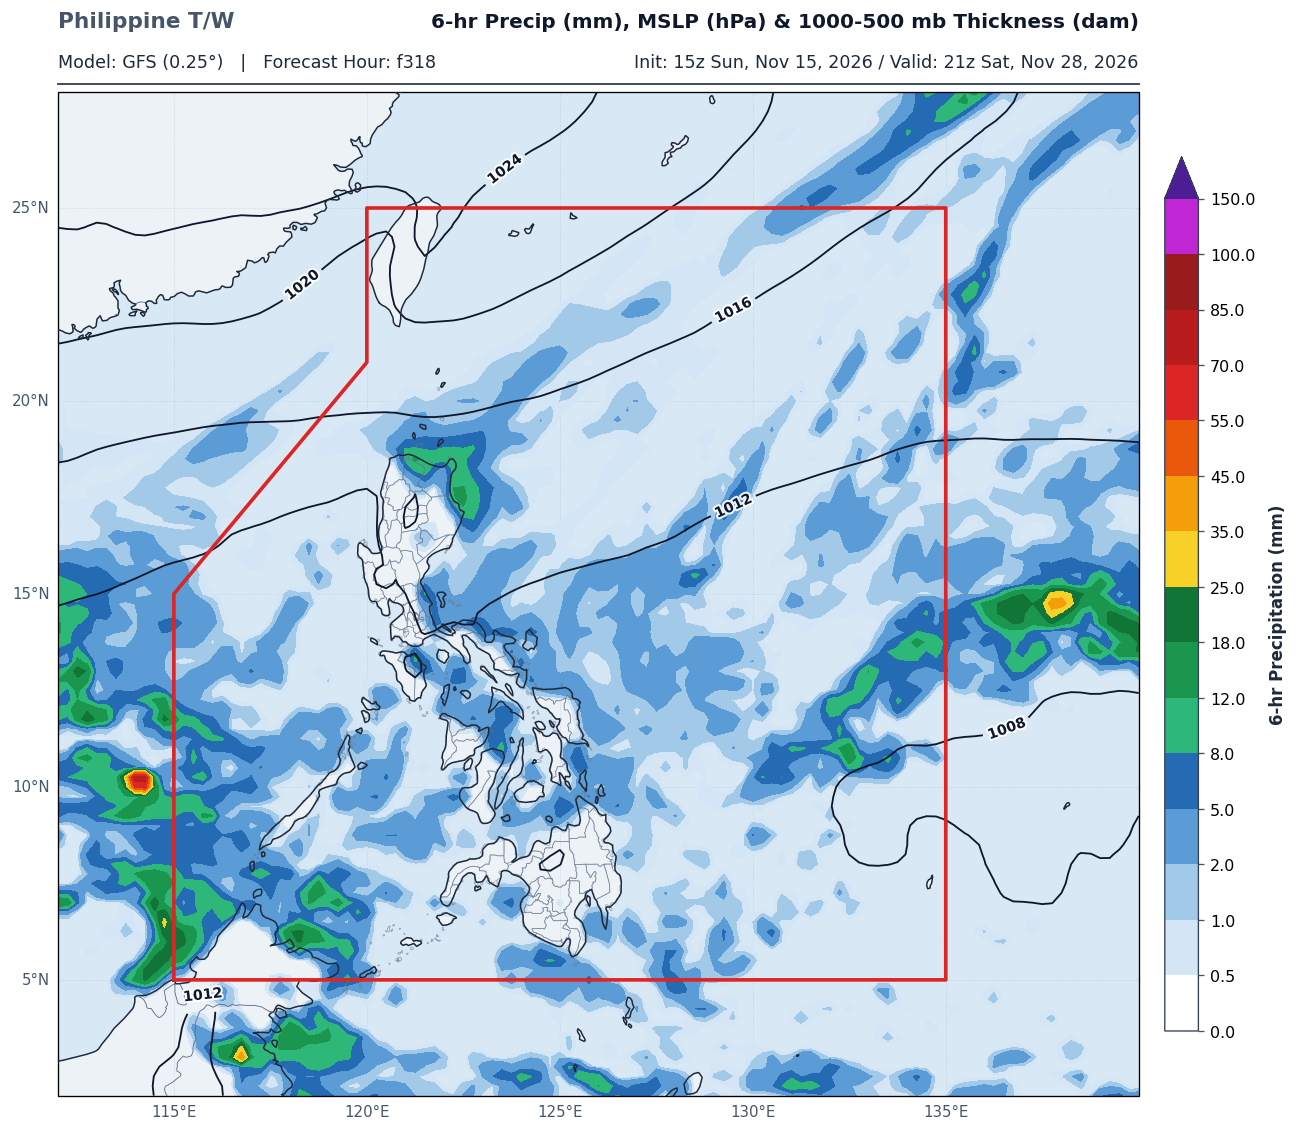 Philippine T/W
6-hr Precip (mm), MSLP (hPa) & 1000-500 mb Thickness (dam)
Model: GFS (0.25°) | Forecast Hour: f318
Init: 15z Sun, Nov 15, 2026 / Valid: 21z Sat, Nov 28, 2026
1024
1020
1016
1012
1008
1012
25°N
20°N
15°N
10°N
5°N
115°E
120°E
125°E
130°E
135°E
150.0
100.0
85.0
70.0
55.0
45.0
35.0
25.0
18.0
12.0
8.0
5.0
2.0
1.0
0.5
0.0
6-hr Precipitation (mm)